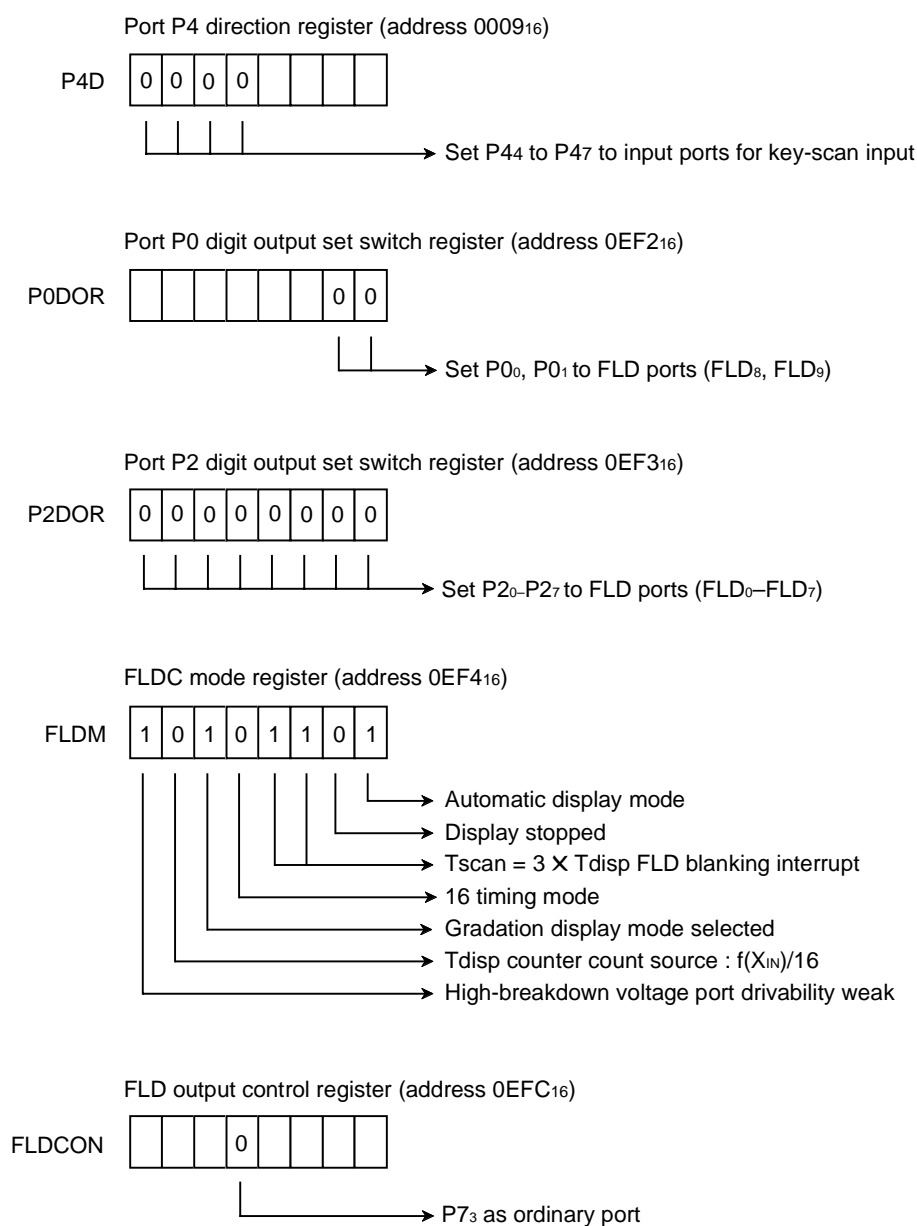 Port P4 direction register (address 0009₁₆)
P4D 0 0 0 0
Set P4₄ to P4₇ to input ports for key-scan input
Port P0 digit output set switch register (address 0EF2₁₆)
P0DOR 0 0
Set P0₀, P0₁ to FLD ports (FLD₈, FLD₉)
Port P2 digit output set switch register (address 0EF3₁₆)
P2DOR 0 0 0 0 0 0 0 0
Set P2₀–P2₇ to FLD ports (FLD₀–FLD₇)
FLDC mode register (address 0EF4₁₆)
FLDM 1 0 1 0 1 1 0 1
Automatic display mode
Display stopped
Tscan = 3 X Tdisp FLD blanking interrupt
16 timing mode
Gradation display mode selected
Tdisp counter count source : f(XIN)/16
High-breakdown voltage port drivability weak
FLD output control register (address 0EFC₁₆)
FLDCON 0
P7₃ as ordinary port